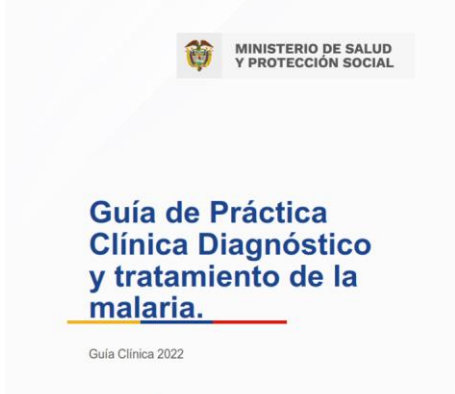 MINISTERIO DE SALUD
Y PROTECCIÓN SOCIAL
Guía de Práctica
Clínica Diagnóstico
y tratamiento de la
malaria.
Guía Clínica 2022